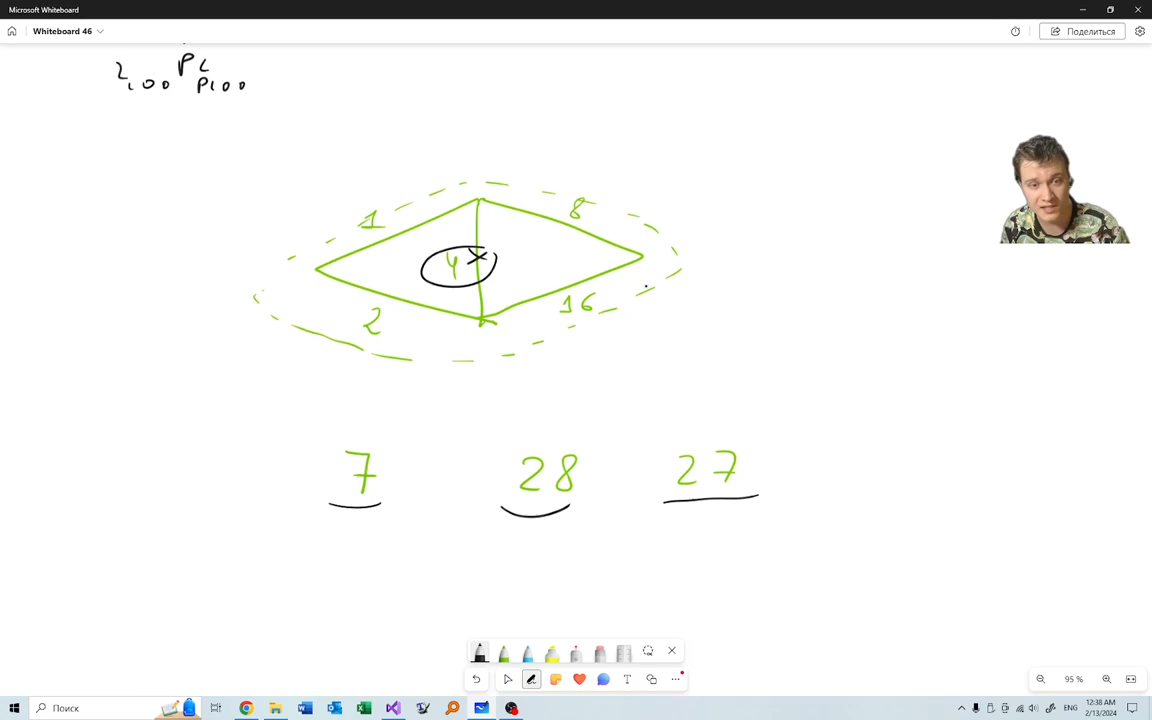 Microsoft Whiteboard
Whiteboard 46
Поделиться
1
8
4
2
16
7 28 27
Поиск
95 %
ENG
12:38 AM
2/13/2024